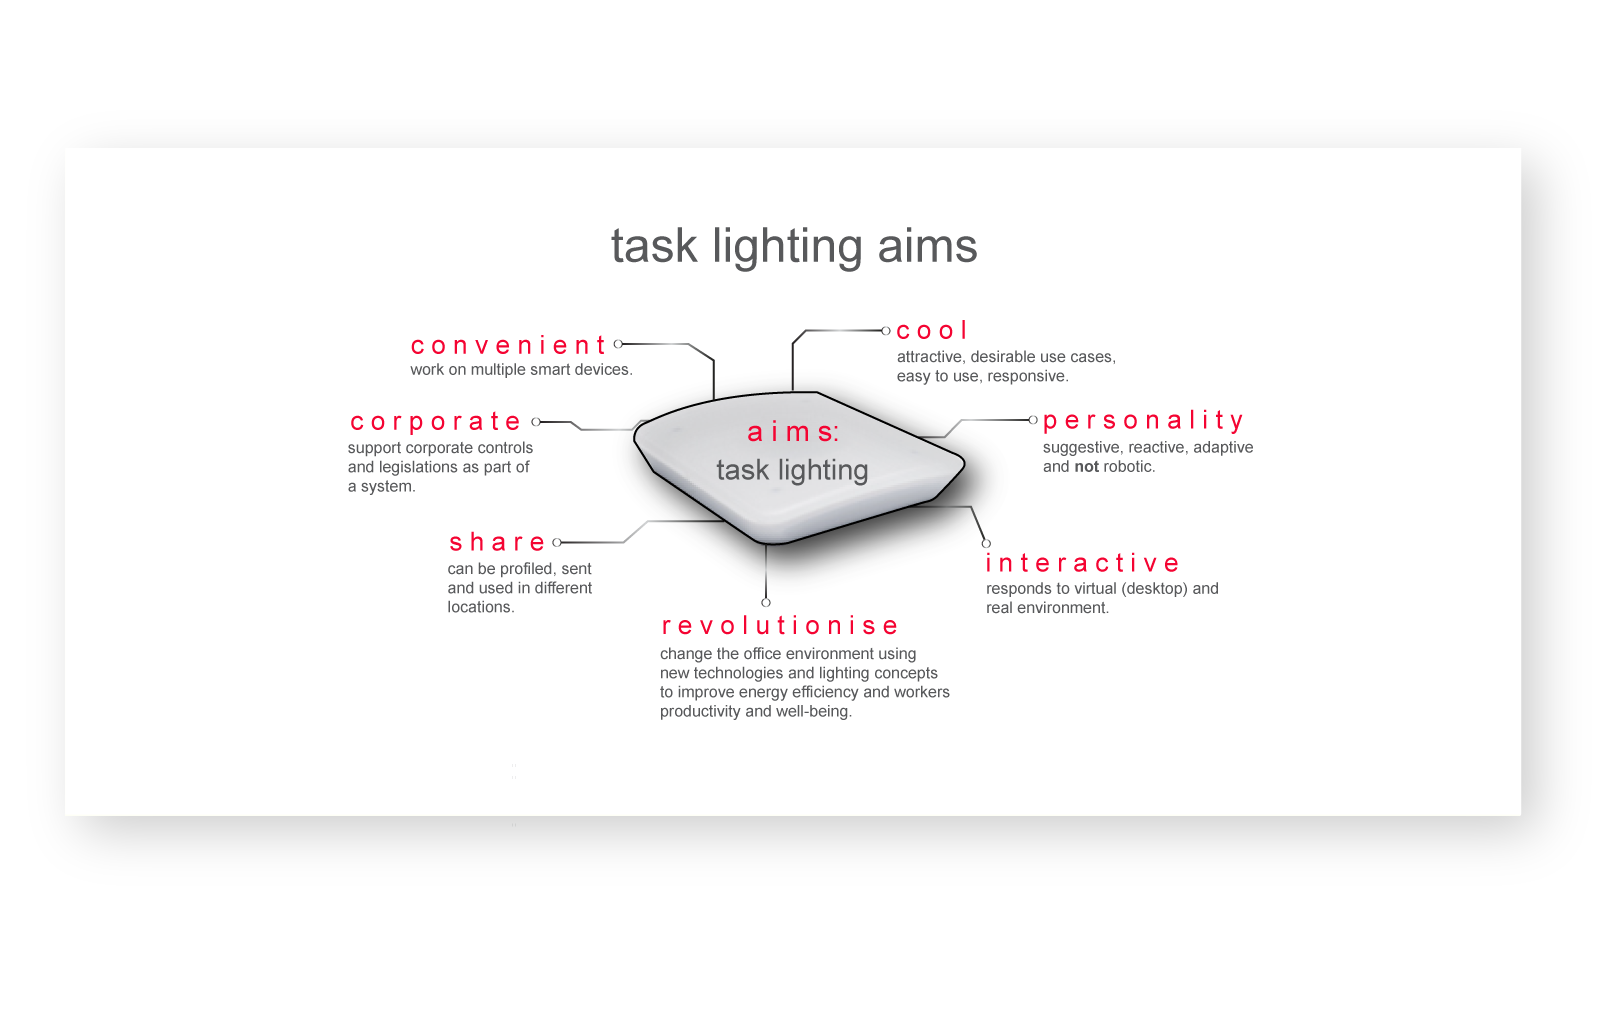 task lighting aims
convenient
work on multiple smart devices.
cool
attractive, desirable use cases,
easy to use, responsive.
corporate
support corporate controls
and legislations as part of
a system.
aims:
task lighting
personality
suggestive, reactive, adaptive
and not robotic.
share
can be profiled, sent
and used in different
locations.
interactive
responds to virtual (desktop) and
real environment.
revolutionise
change the office environment using
new technologies and lighting concepts
to improve energy efficiency and workers
productivity and well-being.